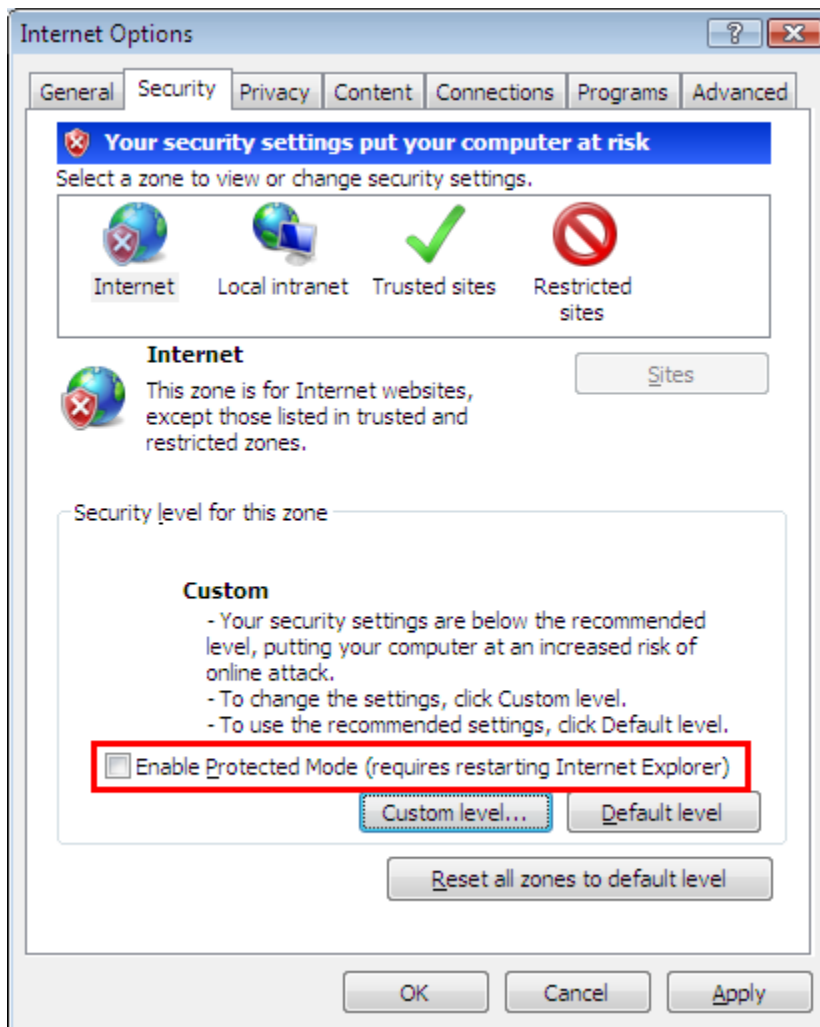 Internet Options
General Security Privacy Content Connections Programs Advanced
Your security settings put your computer at risk
Select a zone to view or change security settings.
Internet Local intranet Trusted sites Restricted
sites
Internet
Sites
This zone is for Internet websites,
except those listed in trusted and
restricted zones.
Security level for this zone
Custom
- Your security settings are below the recommended
level, putting your computer at an increased risk of
online attack.
- To change the settings, click Custom level.
- To use the recommended settings, click Default level.
Enable Protected Mode (requires restarting Internet Explorer)
Custom level... Default level
Reset all zones to default level
OK Cancel Apply